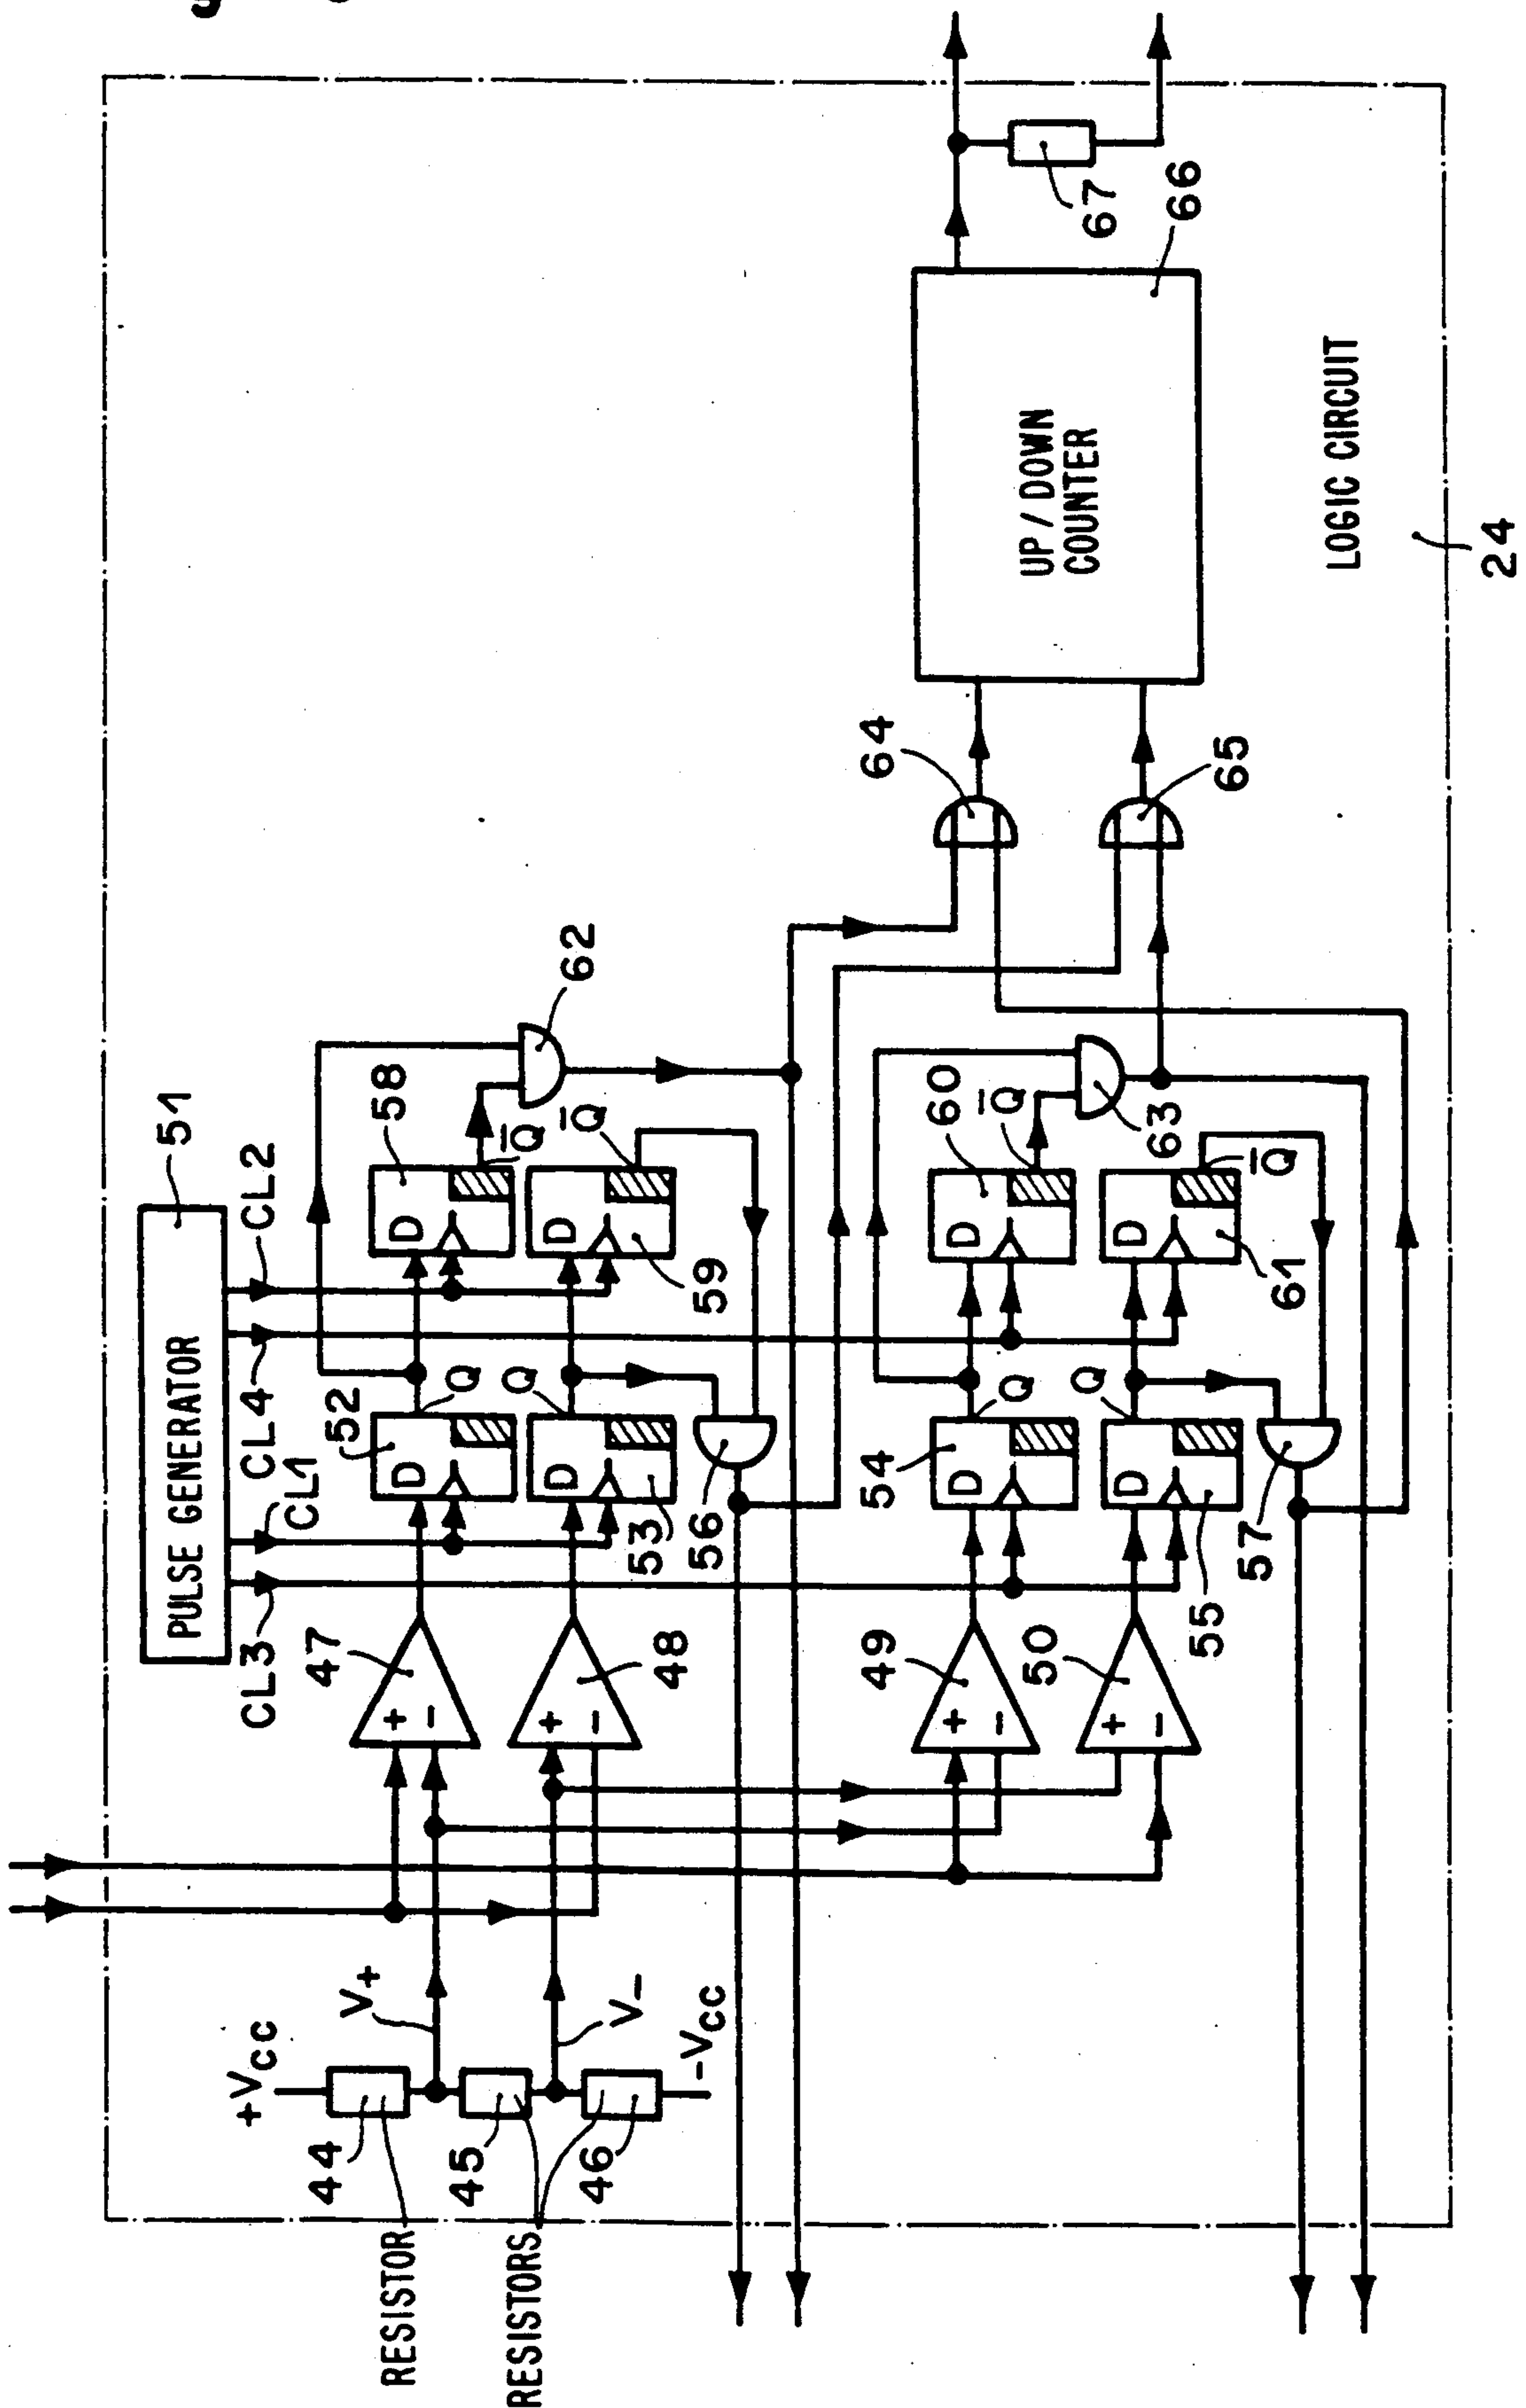 PULSE GENERATOR
51
CL3
CL1
CL4
CL2
+Vcc
V+
V–
–Vcc
44
45
46
RESISTOR
RESISTORS
47
+
–
48
+
–
49
+
–
50
+
–
52
D
Q
53
D
Q
54
D
Q
55
D
Q
56
57
58
D
Q̅
59
D
Q̅
60
D
Q̅
61
D
Q̅
62
63
64
65
UP / DOWN
COUNTER
66
67
LOGIC CIRCUIT
24